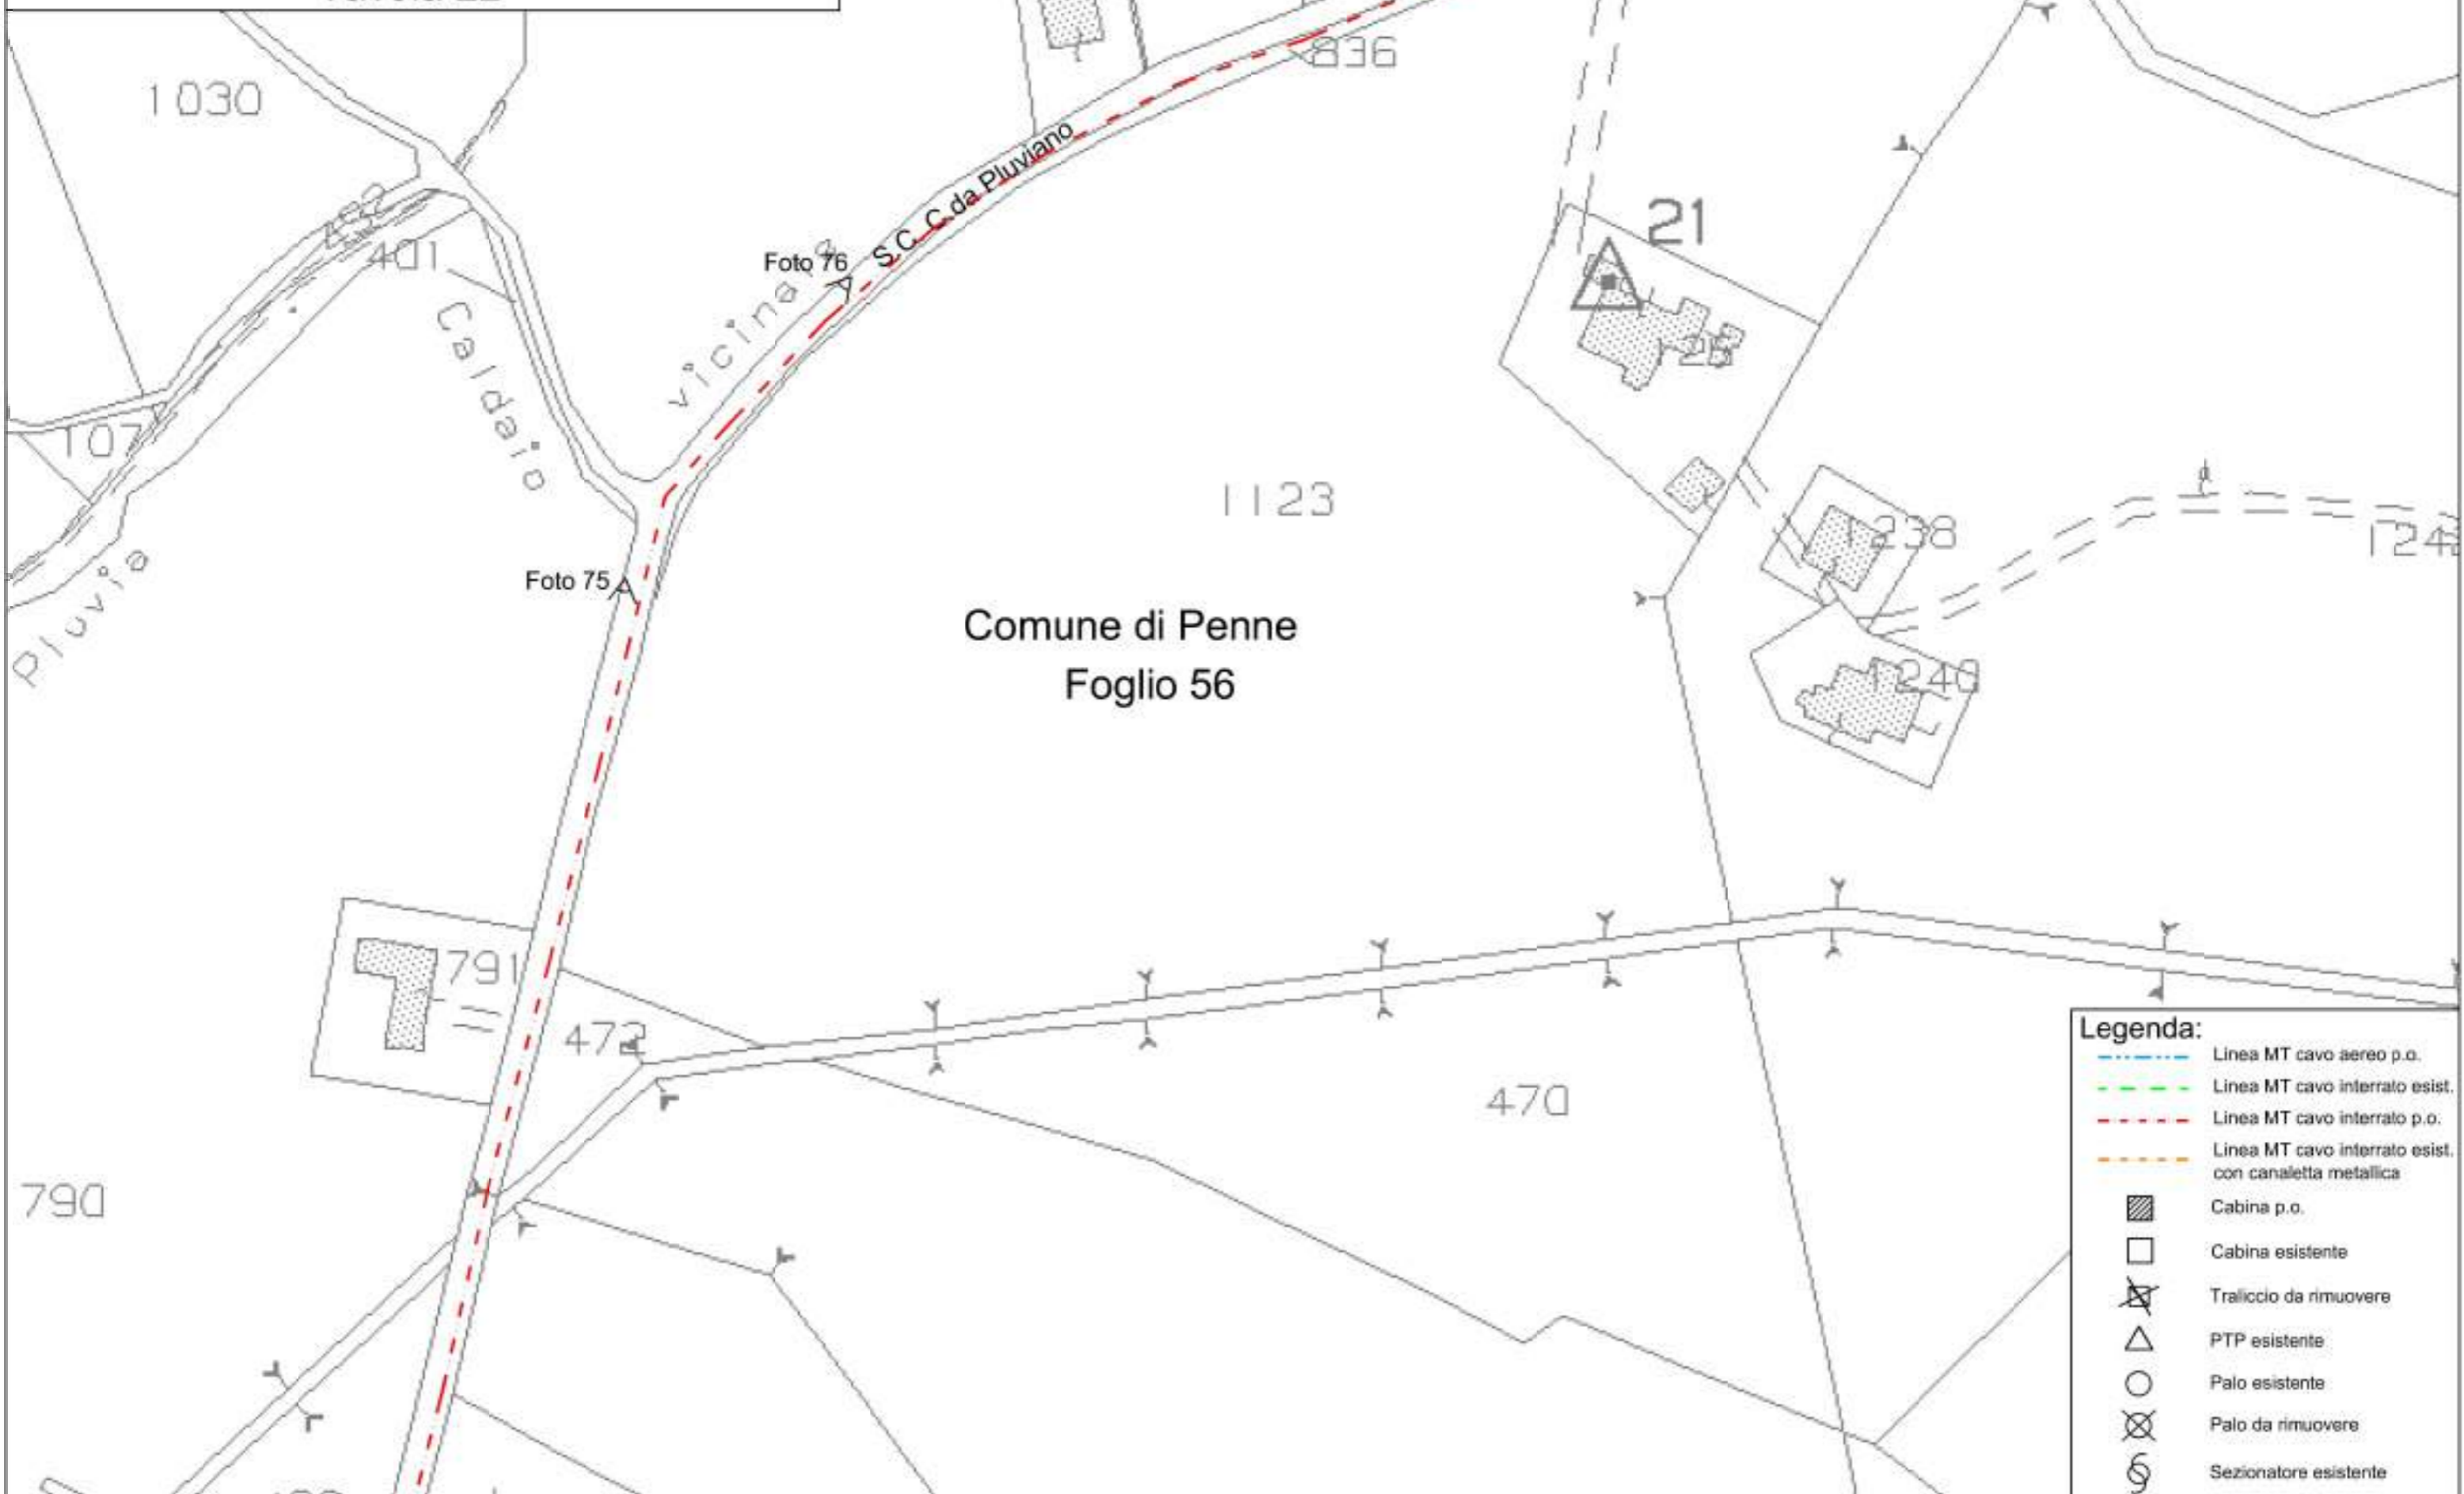 1030
836
S.C. C.da Pluviano
21
401
Foto 76
vicinale
Caldaio
107
1123
1238
Foto 75
Pluvia
Comune di Penne
Foglio 56
1240
791
472
470
790
Legenda:
Linea MT cavo aereo p.o.
Linea MT cavo interrato esist.
Linea MT cavo interrato p.o.
Linea MT cavo interrato esist.
con canaletta metallica
Cabina p.o.
Cabina esistente
Traliccio da rimuovere
PTP esistente
Palo esistente
Palo da rimuovere
Sezionatore esistente